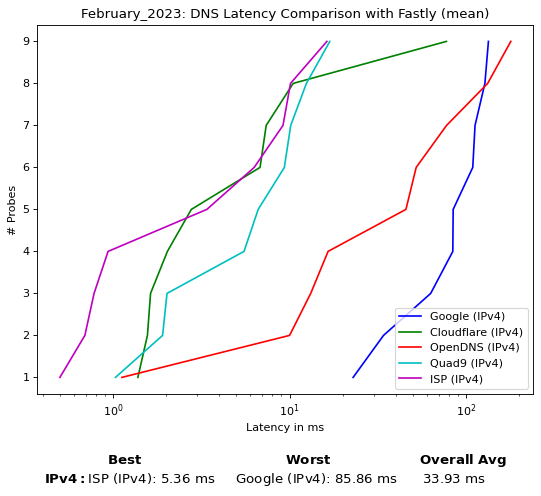 February_2023: DNS Latency Comparison with Fastly (mean)
9
8
7
6
5
4
3
2
1
# Probes
Google (IPv4)
Cloudflare (IPv4)
OpenDNS (IPv4)
Quad9 (IPv4)
ISP (IPv4)
10⁰ 10¹ 10²
Latency in ms
Best Worst Overall Avg
IPv4: ISP (IPv4): 5.36 ms Google (IPv4): 85.86 ms 33.93 ms